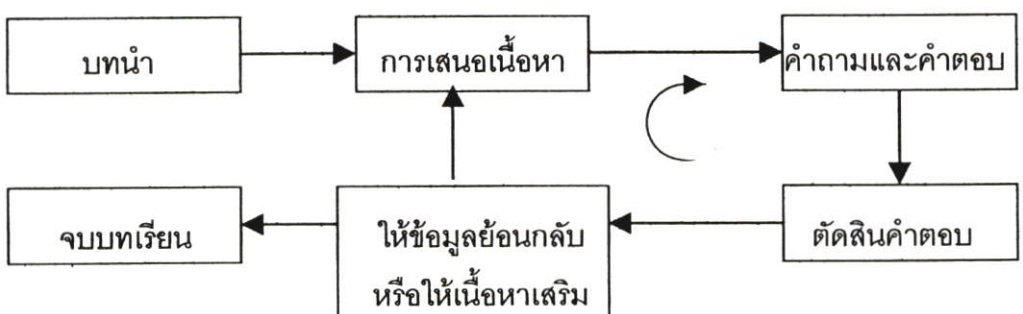 บทนำ
การเสนอเนื้อหา
คำถามและคำตอบ
จบบทเรียน
ให้ข้อมูลย้อนกลับ
หรือให้เนื้อหาเสริม
ตัดสินคำตอบ